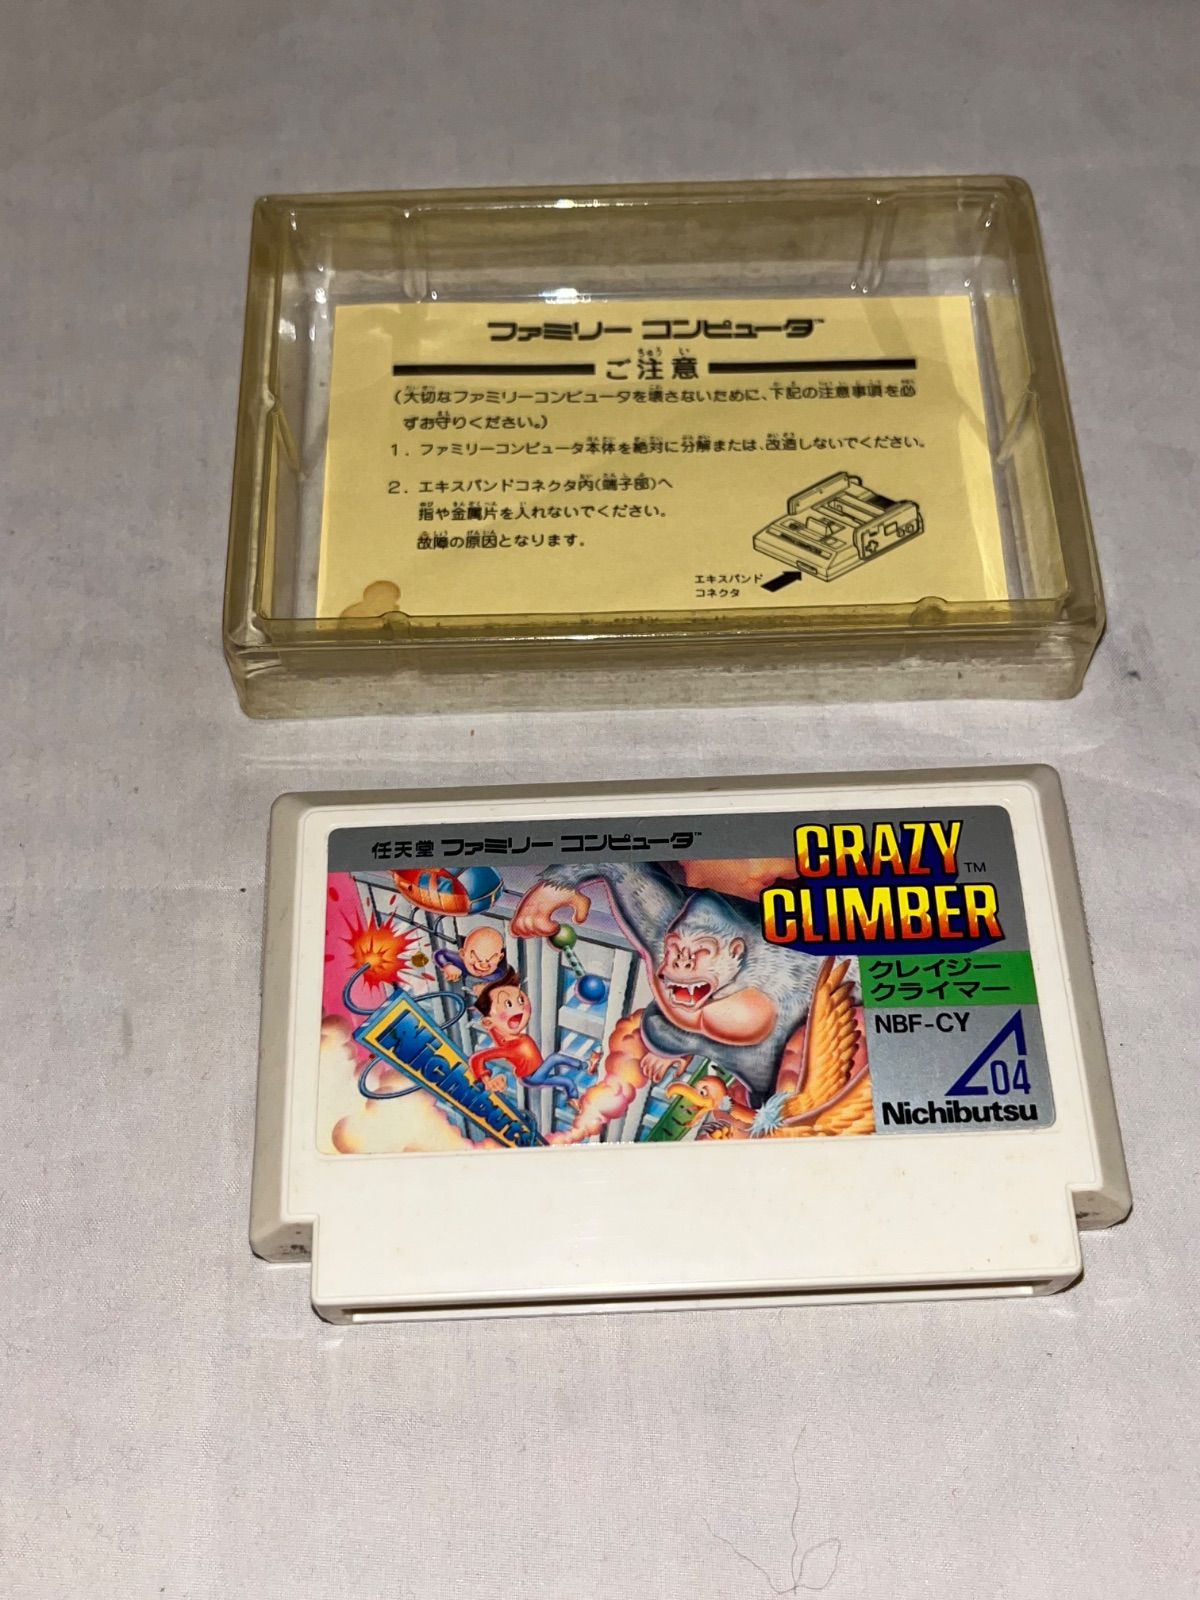 ファミリー コンピュータ™
ご注意
(大切なファミリーコンピュータを壊さないために、下記の注意事項を必
ずお守りください。)
1. ファミリーコンピュータ本体を絶対に分解または、改造しないでください。
2. エキスパンドコネクタ内(端子部)へ
指や金属片を入れないでください。
故障の原因となります。
エキスパンド
コネクタ
任天堂 ファミリー コンピュータ™
CRAZY
CLIMBER™
クレイジー
クライマー
NBF-CY
04
Nichibutsu
Nichibutsu